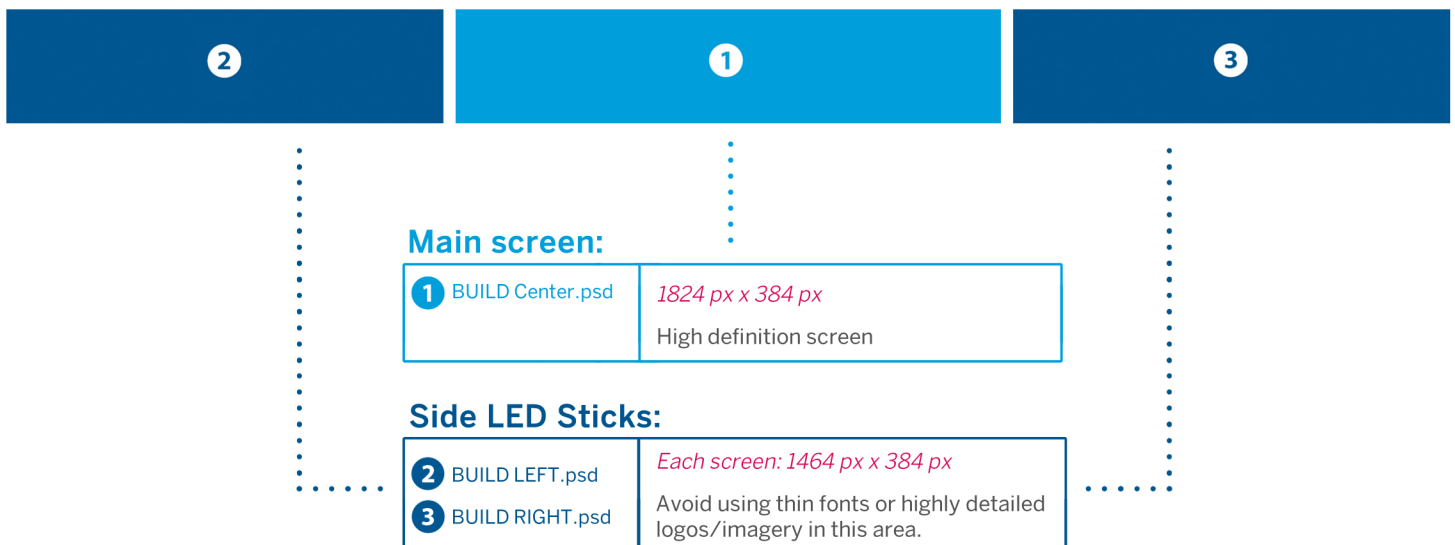 2
1
3
Main screen:
1 BUILD Center.psd
1824 px x 384 px
High definition screen
Side LED Sticks:
2 BUILD LEFT.psd
3 BUILD RIGHT.psd
Each screen: 1464 px x 384 px
Avoid using thin fonts or highly detailed
logos/imagery in this area.